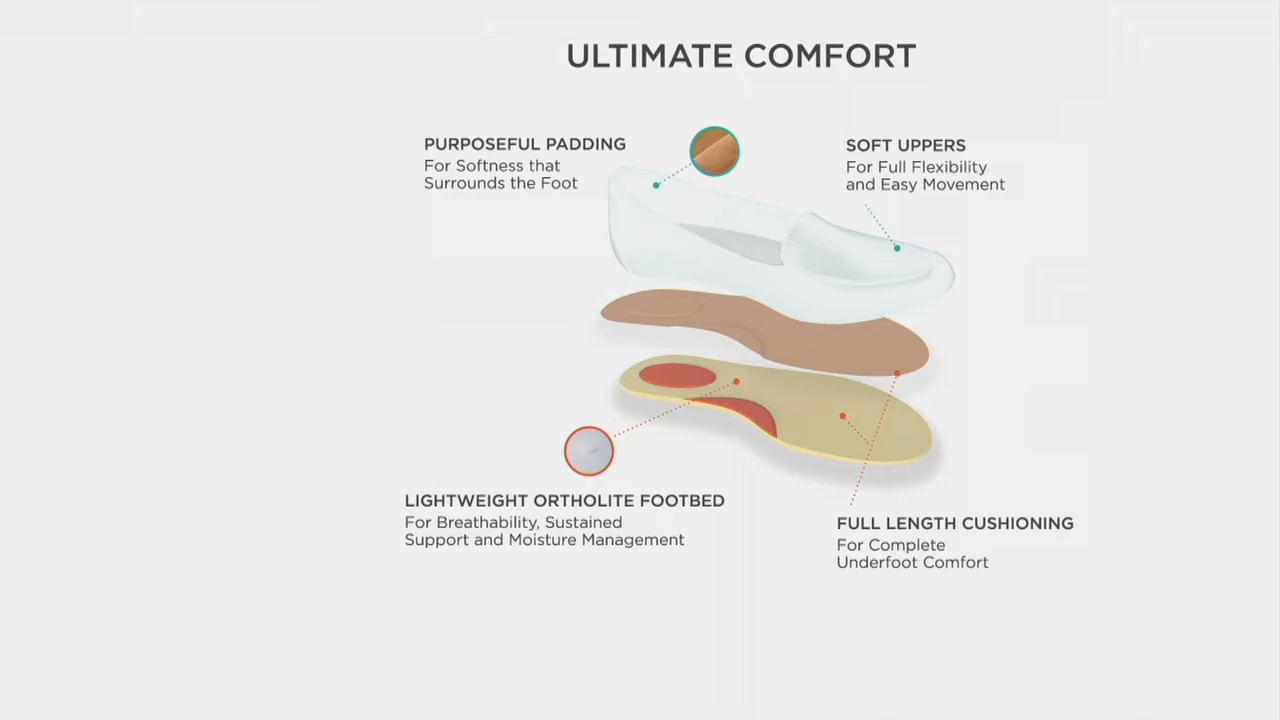 ULTIMATE COMFORT
PURPOSEFUL PADDING
For Softness that
Surrounds the Foot
SOFT UPPERS
For Full Flexibility
and Easy Movement
LIGHTWEIGHT ORTHOLITE FOOTBED
For Breathability, Sustained
Support and Moisture Management
FULL LENGTH CUSHIONING
For Complete
Underfoot Comfort